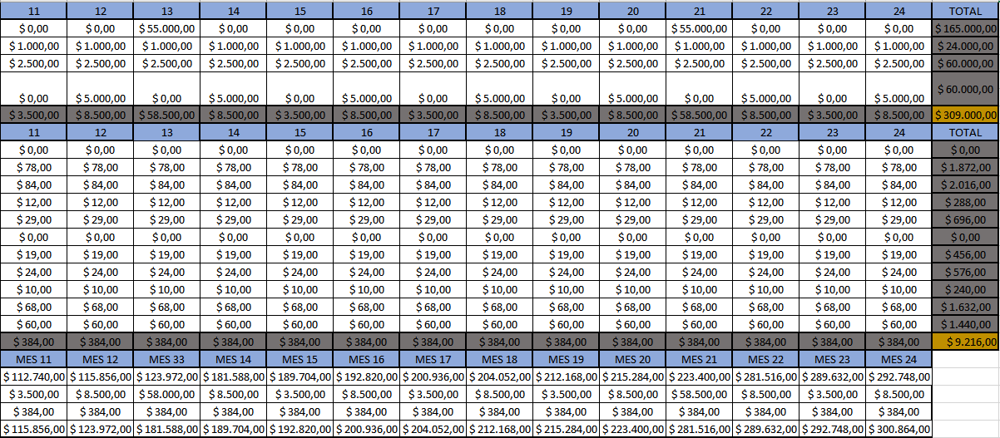 11 12 13 14 15 16 17 18 19 20 21 22 23 24 TOTAL
$ 0,00 $ 0,00 $ 55.000,00 $ 0,00 $ 0,00 $ 0,00 $ 0,00 $ 0,00 $ 0,00 $ 0,00 $ 55.000,00 $ 0,00 $ 0,00 $ 0,00 $ 165.000,00
$ 1.000,00 $ 1.000,00 $ 1.000,00 $ 1.000,00 $ 1.000,00 $ 1.000,00 $ 1.000,00 $ 1.000,00 $ 1.000,00 $ 1.000,00 $ 1.000,00 $ 1.000,00 $ 1.000,00 $ 1.000,00 $ 24.000,00
$ 2.500,00 $ 2.500,00 $ 2.500,00 $ 2.500,00 $ 2.500,00 $ 2.500,00 $ 2.500,00 $ 2.500,00 $ 2.500,00 $ 2.500,00 $ 2.500,00 $ 2.500,00 $ 2.500,00 $ 2.500,00 $ 60.000,00
$ 0,00 $ 5.000,00 $ 0,00 $ 5.000,00 $ 0,00 $ 5.000,00 $ 0,00 $ 5.000,00 $ 0,00 $ 5.000,00 $ 0,00 $ 5.000,00 $ 0,00 $ 5.000,00 $ 60.000,00
$ 3.500,00 $ 8.500,00 $ 58.500,00 $ 8.500,00 $ 3.500,00 $ 8.500,00 $ 3.500,00 $ 8.500,00 $ 3.500,00 $ 8.500,00 $ 58.500,00 $ 8.500,00 $ 3.500,00 $ 8.500,00 $ 309.000,00
11 12 13 14 15 16 17 18 19 20 21 22 23 24 TOTAL
$ 0,00 $ 0,00 $ 0,00 $ 0,00 $ 0,00 $ 0,00 $ 0,00 $ 0,00 $ 0,00 $ 0,00 $ 0,00 $ 0,00 $ 0,00 $ 0,00 $ 0,00
$ 78,00 $ 78,00 $ 78,00 $ 78,00 $ 78,00 $ 78,00 $ 78,00 $ 78,00 $ 78,00 $ 78,00 $ 78,00 $ 78,00 $ 78,00 $ 78,00 $ 1.872,00
$ 84,00 $ 84,00 $ 84,00 $ 84,00 $ 84,00 $ 84,00 $ 84,00 $ 84,00 $ 84,00 $ 84,00 $ 84,00 $ 84,00 $ 84,00 $ 84,00 $ 2.016,00
$ 12,00 $ 12,00 $ 12,00 $ 12,00 $ 12,00 $ 12,00 $ 12,00 $ 12,00 $ 12,00 $ 12,00 $ 12,00 $ 12,00 $ 12,00 $ 12,00 $ 288,00
$ 29,00 $ 29,00 $ 29,00 $ 29,00 $ 29,00 $ 29,00 $ 29,00 $ 29,00 $ 29,00 $ 29,00 $ 29,00 $ 29,00 $ 29,00 $ 29,00 $ 696,00
$ 0,00 $ 0,00 $ 0,00 $ 0,00 $ 0,00 $ 0,00 $ 0,00 $ 0,00 $ 0,00 $ 0,00 $ 0,00 $ 0,00 $ 0,00 $ 0,00 $ 0,00
$ 19,00 $ 19,00 $ 19,00 $ 19,00 $ 19,00 $ 19,00 $ 19,00 $ 19,00 $ 19,00 $ 19,00 $ 19,00 $ 19,00 $ 19,00 $ 19,00 $ 456,00
$ 24,00 $ 24,00 $ 24,00 $ 24,00 $ 24,00 $ 24,00 $ 24,00 $ 24,00 $ 24,00 $ 24,00 $ 24,00 $ 24,00 $ 24,00 $ 24,00 $ 576,00
$ 10,00 $ 10,00 $ 10,00 $ 10,00 $ 10,00 $ 10,00 $ 10,00 $ 10,00 $ 10,00 $ 10,00 $ 10,00 $ 10,00 $ 10,00 $ 10,00 $ 240,00
$ 68,00 $ 68,00 $ 68,00 $ 68,00 $ 68,00 $ 68,00 $ 68,00 $ 68,00 $ 68,00 $ 68,00 $ 68,00 $ 68,00 $ 68,00 $ 68,00 $ 1.632,00
$ 60,00 $ 60,00 $ 60,00 $ 60,00 $ 60,00 $ 60,00 $ 60,00 $ 60,00 $ 60,00 $ 60,00 $ 60,00 $ 60,00 $ 60,00 $ 60,00 $ 1.440,00
$ 384,00 $ 384,00 $ 384,00 $ 384,00 $ 384,00 $ 384,00 $ 384,00 $ 384,00 $ 384,00 $ 384,00 $ 384,00 $ 384,00 $ 384,00 $ 384,00 $ 9.216,00
MES 11 MES 12 MES 33 MES 14 MES 15 MES 16 MES 17 MES 18 MES 19 MES 20 MES 21 MES 22 MES 23 MES 24
$ 112.740,00 $ 115.856,00 $ 123.972,00 $ 181.588,00 $ 189.704,00 $ 192.820,00 $ 200.936,00 $ 204.052,00 $ 212.168,00 $ 215.284,00 $ 223.400,00 $ 281.516,00 $ 289.632,00 $ 292.748,00
$ 3.500,00 $ 8.500,00 $ 58.000,00 $ 8.500,00 $ 3.500,00 $ 8.500,00 $ 3.500,00 $ 8.500,00 $ 3.500,00 $ 8.500,00 $ 58.500,00 $ 8.500,00 $ 3.500,00 $ 8.500,00
$ 384,00 $ 384,00 $ 384,00 $ 384,00 $ 384,00 $ 384,00 $ 384,00 $ 384,00 $ 384,00 $ 384,00 $ 384,00 $ 384,00 $ 384,00 $ 384,00
$ 115.856,00 $ 123.972,00 $ 181.588,00 $ 189.704,00 $ 192.820,00 $ 200.936,00 $ 204.052,00 $ 212.168,00 $ 215.284,00 $ 223.400,00 $ 281.516,00 $ 289.632,00 $ 292.748,00 $ 300.864,00